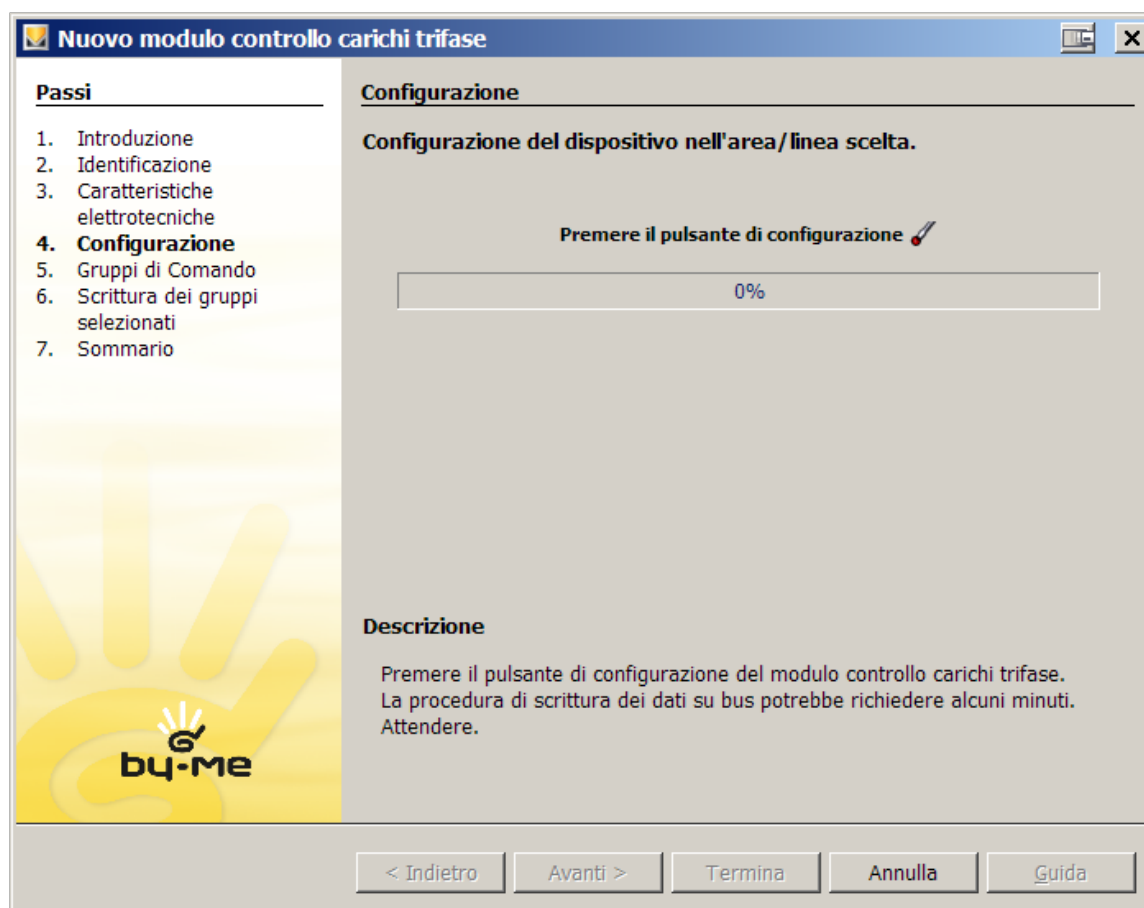 Nuovo modulo controllo carichi trifase
Passi
1. Introduzione
2. Identificazione
3. Caratteristiche
elettrotecniche
4. Configurazione
5. Gruppi di Comando
6. Scrittura dei gruppi
selezionati
7. Sommario
by-me
Configurazione
Configurazione del dispositivo nell'area/linea scelta.
Premere il pulsante di configurazione
0%
Descrizione
Premere il pulsante di configurazione del modulo controllo carichi trifase.
La procedura di scrittura dei dati su bus potrebbe richiedere alcuni minuti.
Attendere.
< Indietro
Avanti >
Termina
Annulla
Guida